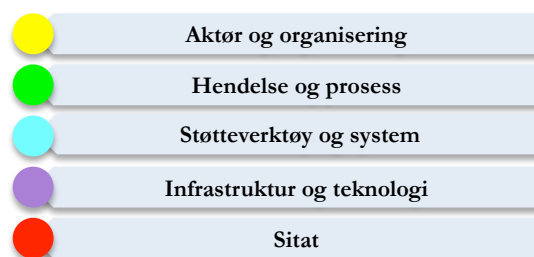 Aktør og organisering
Hendelse og prosess
Støtteverktøy og system
Infrastruktur og teknologi
Sitat